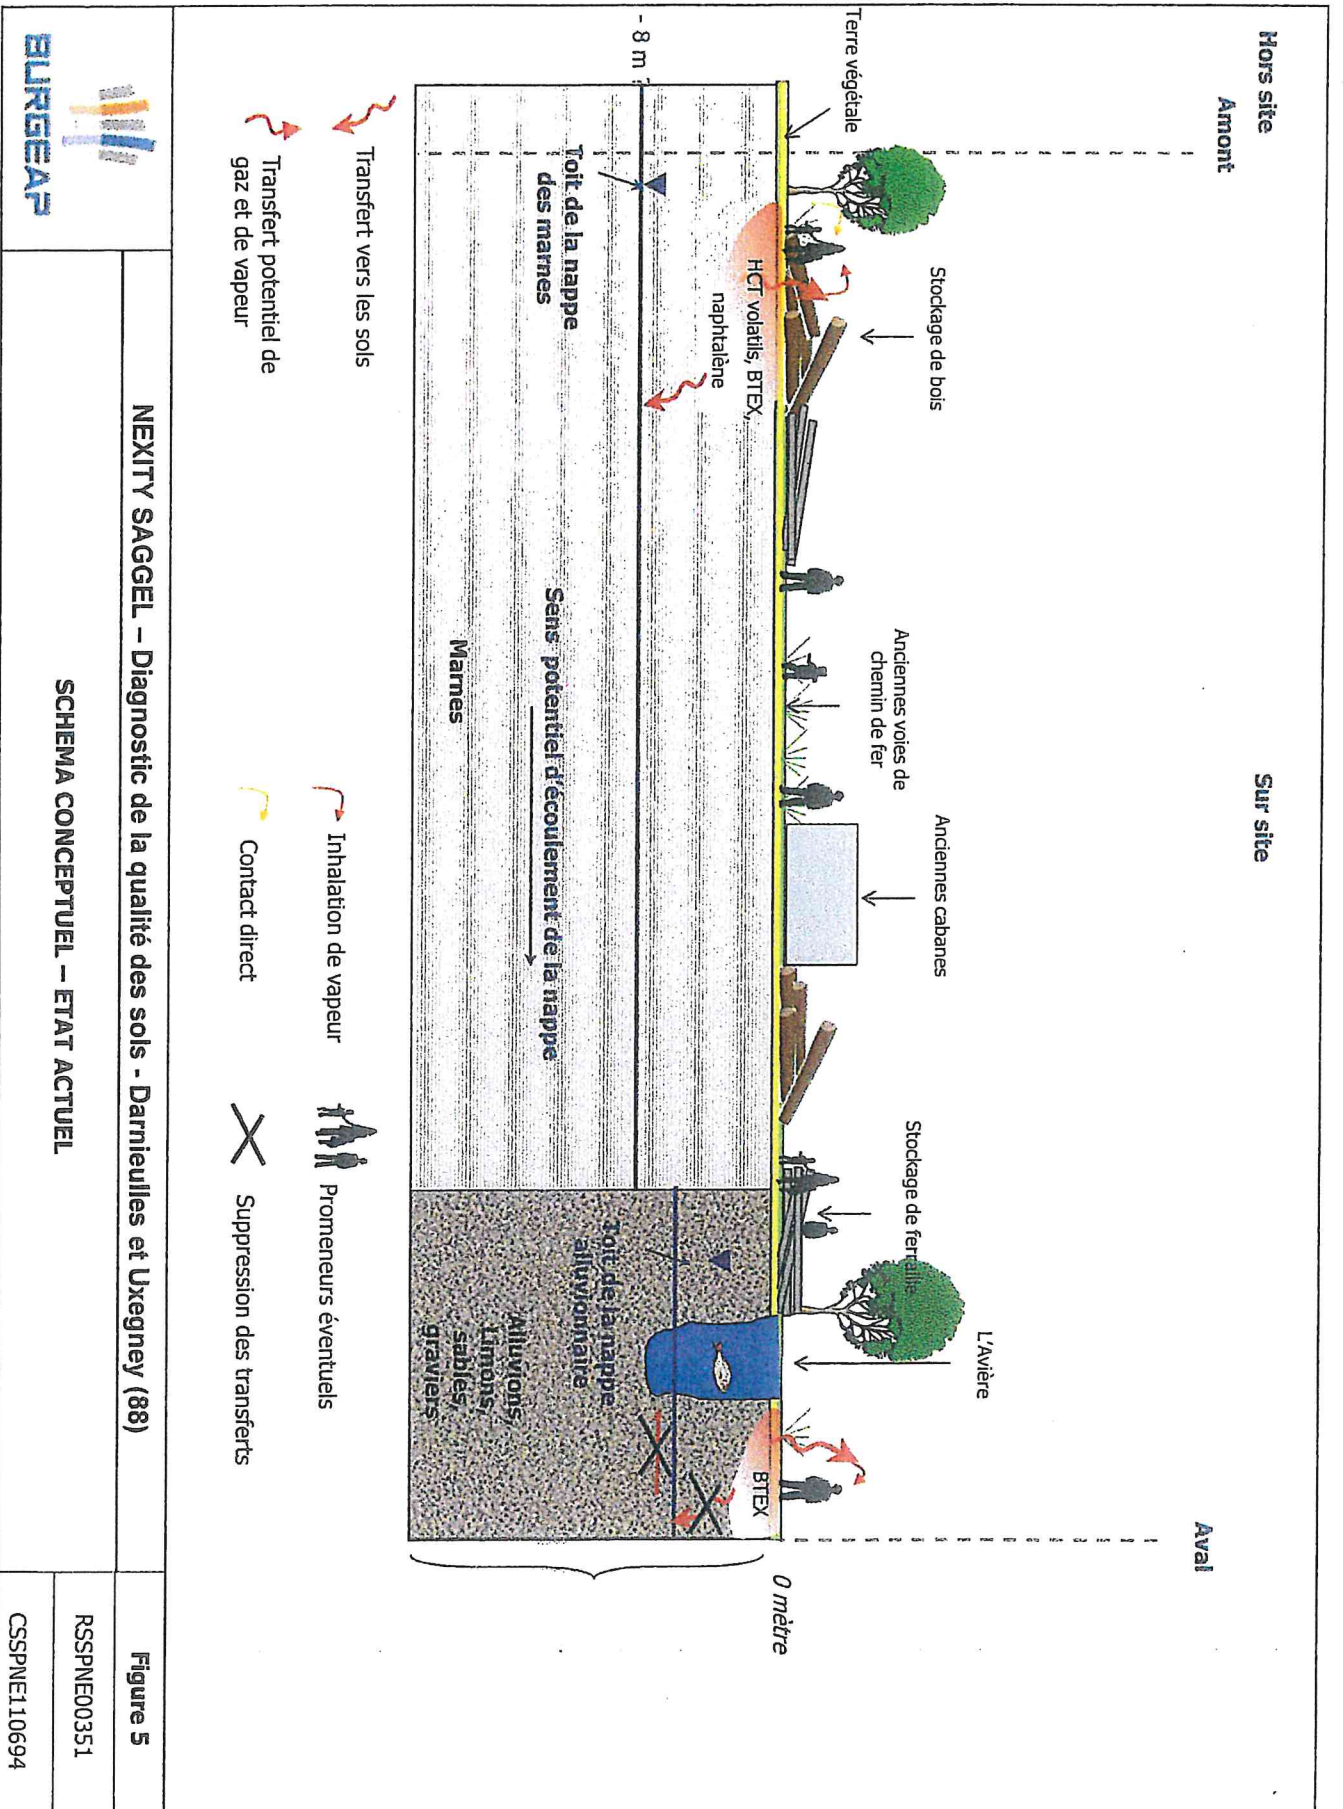 Hors site
Amont
Sur site
Aval
Terre végétale
Stockage de bois
Anciennes voies de
chemin de fer
Anciennes cabanes
Stockage de ferraille
L'Avière
0 mètre
- 8 m
HCT volatils, BTEX,
naphtalène
BTEX
Toit de la nappe
des marnes
Sens potentiel d'écoulement de la nappe
Marnes
Toit de la nappe
alluvionnaire
Alluvions,
Limons,
sables,
graviers
Transfert vers les sols
Transfert potentiel de
gaz et de vapeur
Inhalation de vapeur
Contact direct
Promeneurs éventuels
Suppression des transferts
BURGEAP
NEXITY SAGGEL – Diagnostic de la qualité des sols - Darnieulles et Uxegney (88)
SCHEMA CONCEPTUEL – ETAT ACTUEL
Figure 5
RSSPNE00351
CSSPNE110694